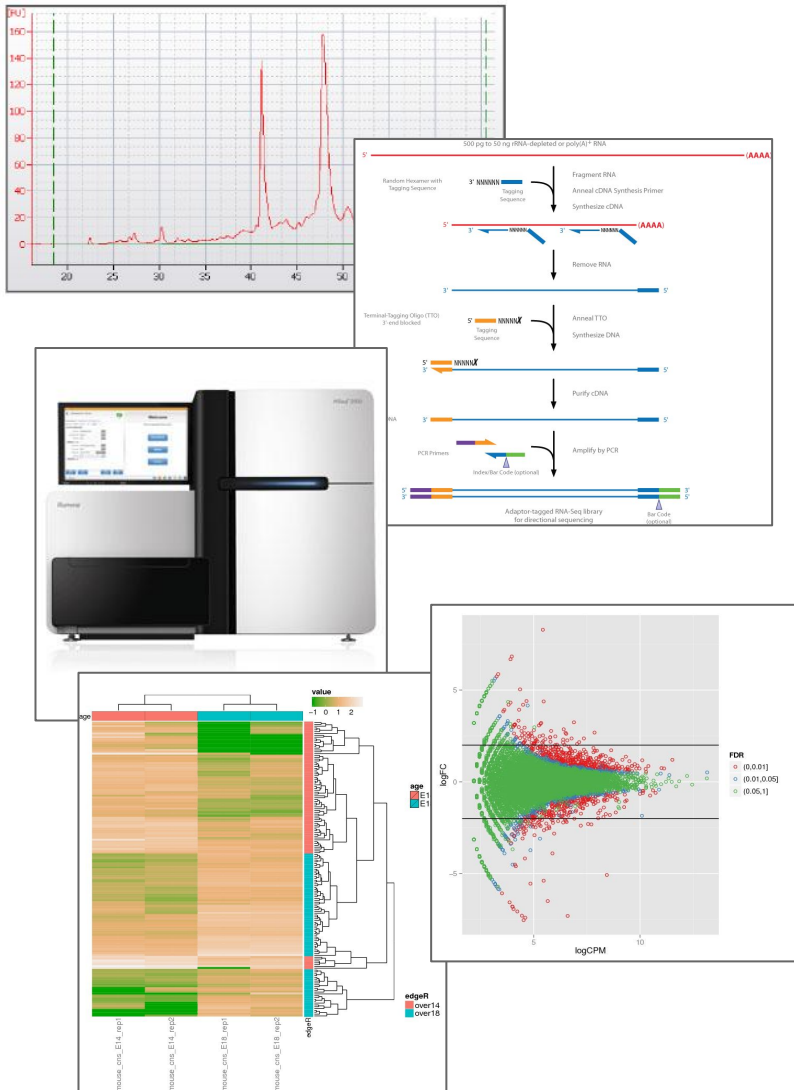 [FU]
160
140
120
100
80
60
40
20
0
20
25
30
35
40
45
50
500 pg to 50 ng rRNA-depleted or poly(A)+ RNA
5'
(AAAA)
Random Hexamer with
Tagging Sequence
3' NNNNNN
Tagging
Sequence
Fragment RNA
Anneal cDNA Synthesis Primer
Synthesize cDNA
5'
(AAAA)
3'
NNNNNN
3'
NNNNNN
Remove RNA
3'
5'
Terminal-Tagging Oligo (TTO)
3'-end blocked
5'
NNNNNX
Tagging
Sequence
Anneal TTO
Synthesize DNA
5'
NNNNNX
3'
5'
Purify cDNA
3'
5'
PCR Primers
Index/Bar Code (optional)
Amplify by PCR
5'
3'
3'
5'
Adaptor-tagged RNA-Seq library
for directional sequencing
Bar Code
(optional)
Welcome
illumina
value
-1 0 1 2
age
age
E1
E1
edgeR
over14
over18
edgeR
mouse_cns_E14_rep1
mouse_cns_E14_rep2
mouse_cns_E18_rep1
mouse_cns_E18_rep2
logFC
5
0
-5
5
10
logCPM
FDR
(0,0.01]
(0.01,0.05]
(0.05,1]